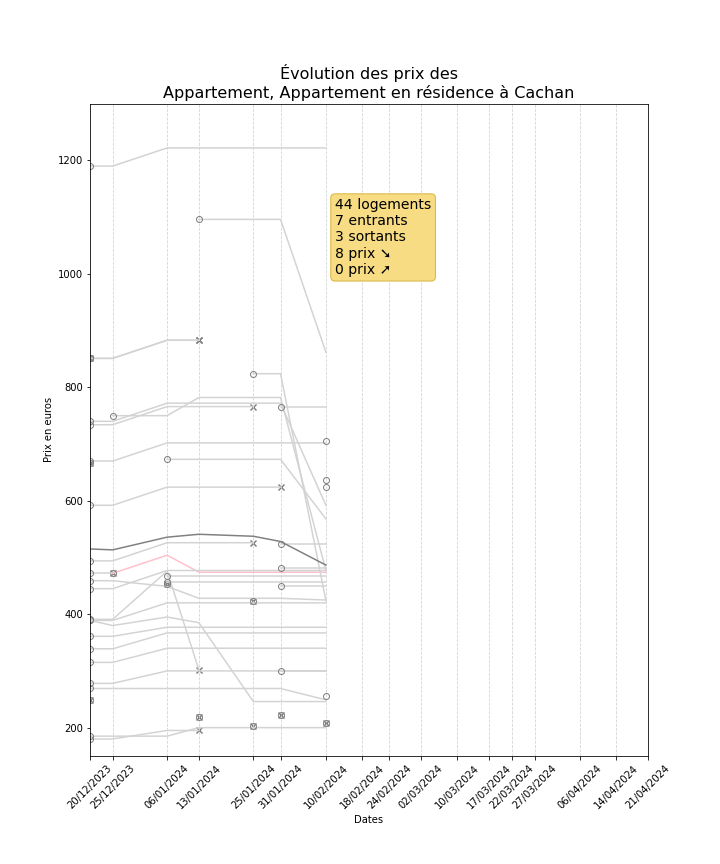 Évolution des prix des
Appartement, Appartement en résidence à Cachan
44 logements
7 entrants
3 sortants
8 prix ➘
0 prix ➚
Prix en euros
1200
1000
800
600
400
200
20/12/2023
25/12/2023
06/01/2024
13/01/2024
25/01/2024
31/01/2024
10/02/2024
18/02/2024
24/02/2024
02/03/2024
10/03/2024
17/03/2024
22/03/2024
27/03/2024
06/04/2024
14/04/2024
21/04/2024
Dates